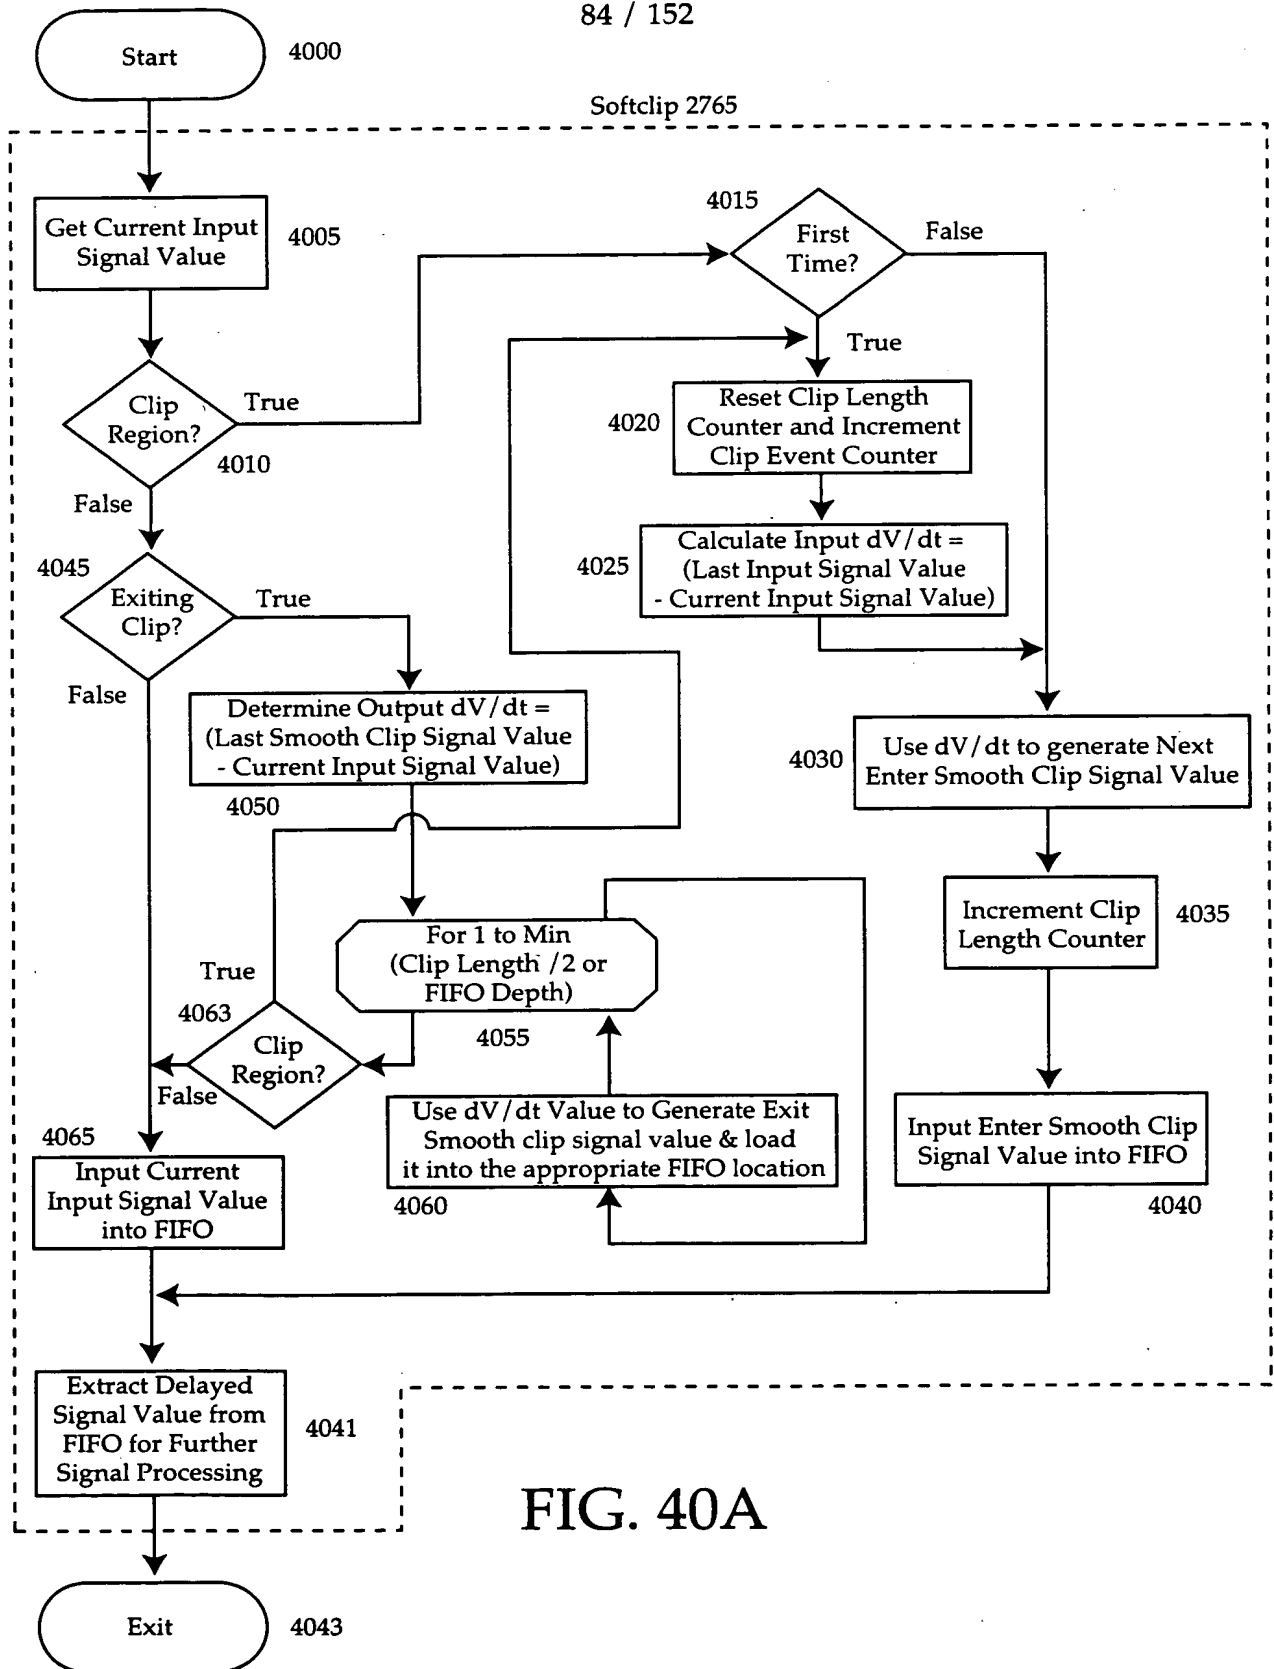 84 / 152
Start
4000
Softclip 2765
Get Current Input
Signal Value
4005
4015
First
Time?
False
True
Clip
Region?
True
4010
False
4020
Reset Clip Length
Counter and Increment
Clip Event Counter
4025
Calculate Input dV/dt =
(Last Input Signal Value
- Current Input Signal Value)
4045
Exiting
Clip?
True
False
Determine Output dV/dt =
(Last Smooth Clip Signal Value
- Current Input Signal Value)
4050
4030
Use dV/dt to generate Next
Enter Smooth Clip Signal Value
Increment Clip
Length Counter
4035
For 1 to Min
(Clip Length /2 or
FIFO Depth)
4055
True
4063
Clip
Region?
False
Use dV/dt Value to Generate Exit
Smooth clip signal value & load
it into the appropriate FIFO location
4060
Input Enter Smooth Clip
Signal Value into FIFO
4040
4065
Input Current
Input Signal Value
into FIFO
Extract Delayed
Signal Value from
FIFO for Further
Signal Processing
4041
FIG. 40A
Exit
4043